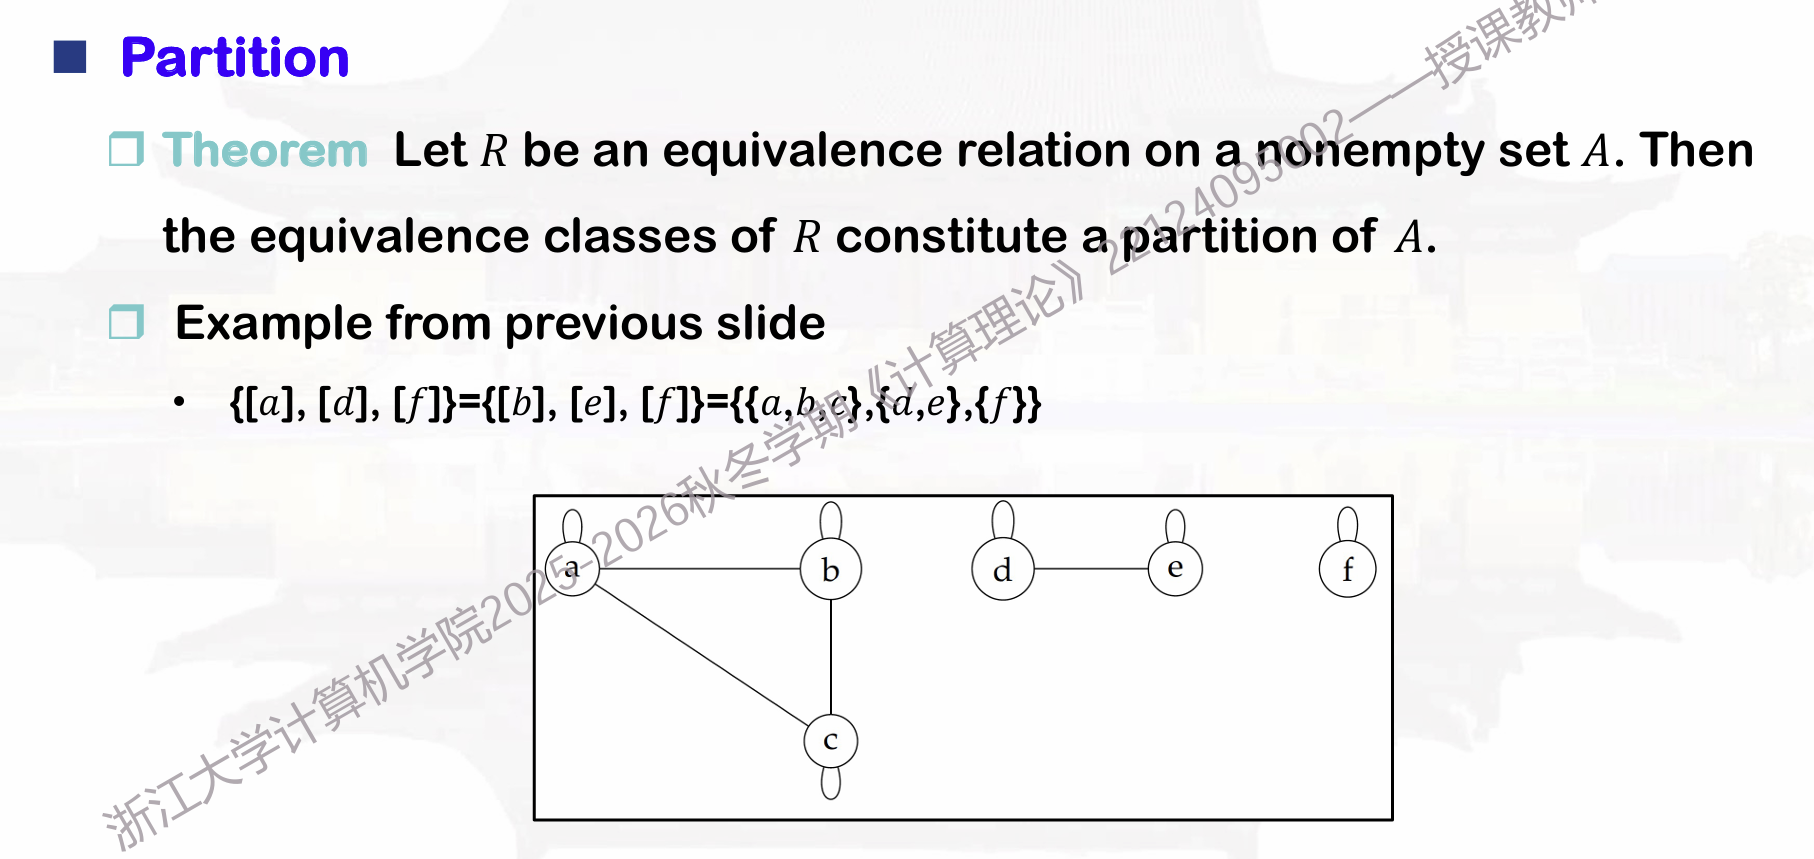 Partition
Theorem Let R be an equivalence relation on a nonempty set A. Then
the equivalence classes of R constitute a partition of A.
Example from previous slide
• {[a], [d], [f]}={[b], [e], [f]}={{a,b,c},{d,e},{f}}
a b d e f
c
浙江大学计算机学院2025-2026秋冬学期《计算理论》22124095002——授课教师